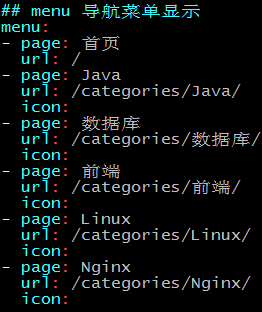 ## menu 导航菜单显示
menu:
- page: 首页
  url: /
- page: Java
  url: /categories/Java/
  icon:
- page: 数据库
  url: /categories/数据库/
  icon:
- page: 前端
  url: /categories/前端/
  icon:
- page: Linux
  url: /categories/Linux/
  icon:
- page: Nginx
  url: /categories/Nginx/
  icon: